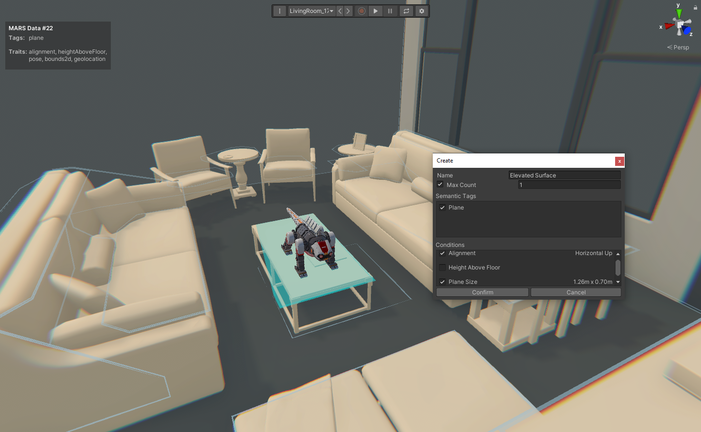 LivingRoom_1
MARS Data #22
Tags: plane
Traits: alignment, heightAboveFloor,
pose, bounds2d, geolocation
y
x
z
Persp
Create
Name Elevated Surface
Max Count 1
Semantic Tags
Plane
Conditions
Alignment Horizontal Up
Height Above Floor
Plane Size 1.26m x 0.70m
Confirm Cancel